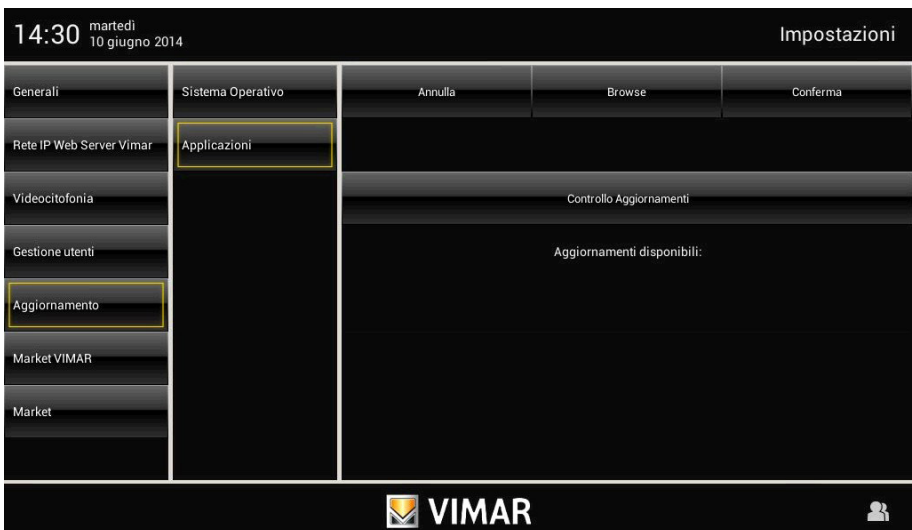 14:30 martedì
10 giugno 2014
Impostazioni
Generali
Rete IP Web Server Vimar
Videocitofonia
Gestione utenti
Aggiornamento
Market VIMAR
Market
Sistema Operativo
Applicazioni
Annulla
Browse
Conferma
Controllo Aggiornamenti
Aggiornamenti disponibili:
VIMAR